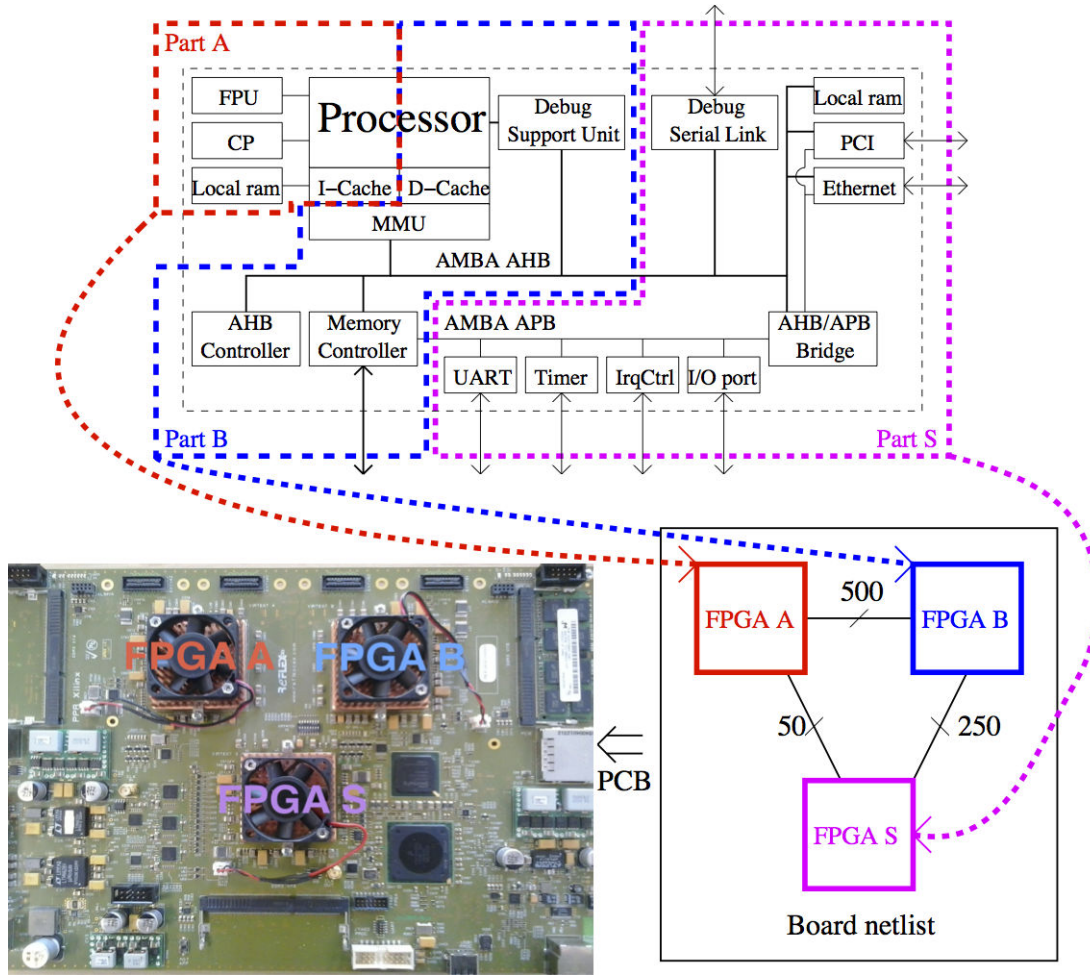 Part A
FPU
CP
Local ram
Processor
I-Cache
D-Cache
MMU
Debug
Support Unit
Debug
Serial Link
Local ram
PCI
Ethernet
AMBA AHB
AHB
Controller
Memory
Controller
AMBA APB
AHB/APB
Bridge
UART
Timer
IrqCtrl
I/O port
Part B
Part S
FPGA A
500
FPGA B
50
250
FPGA S
Board netlist
PCB
FPGA A
FPGA B
FPGA S